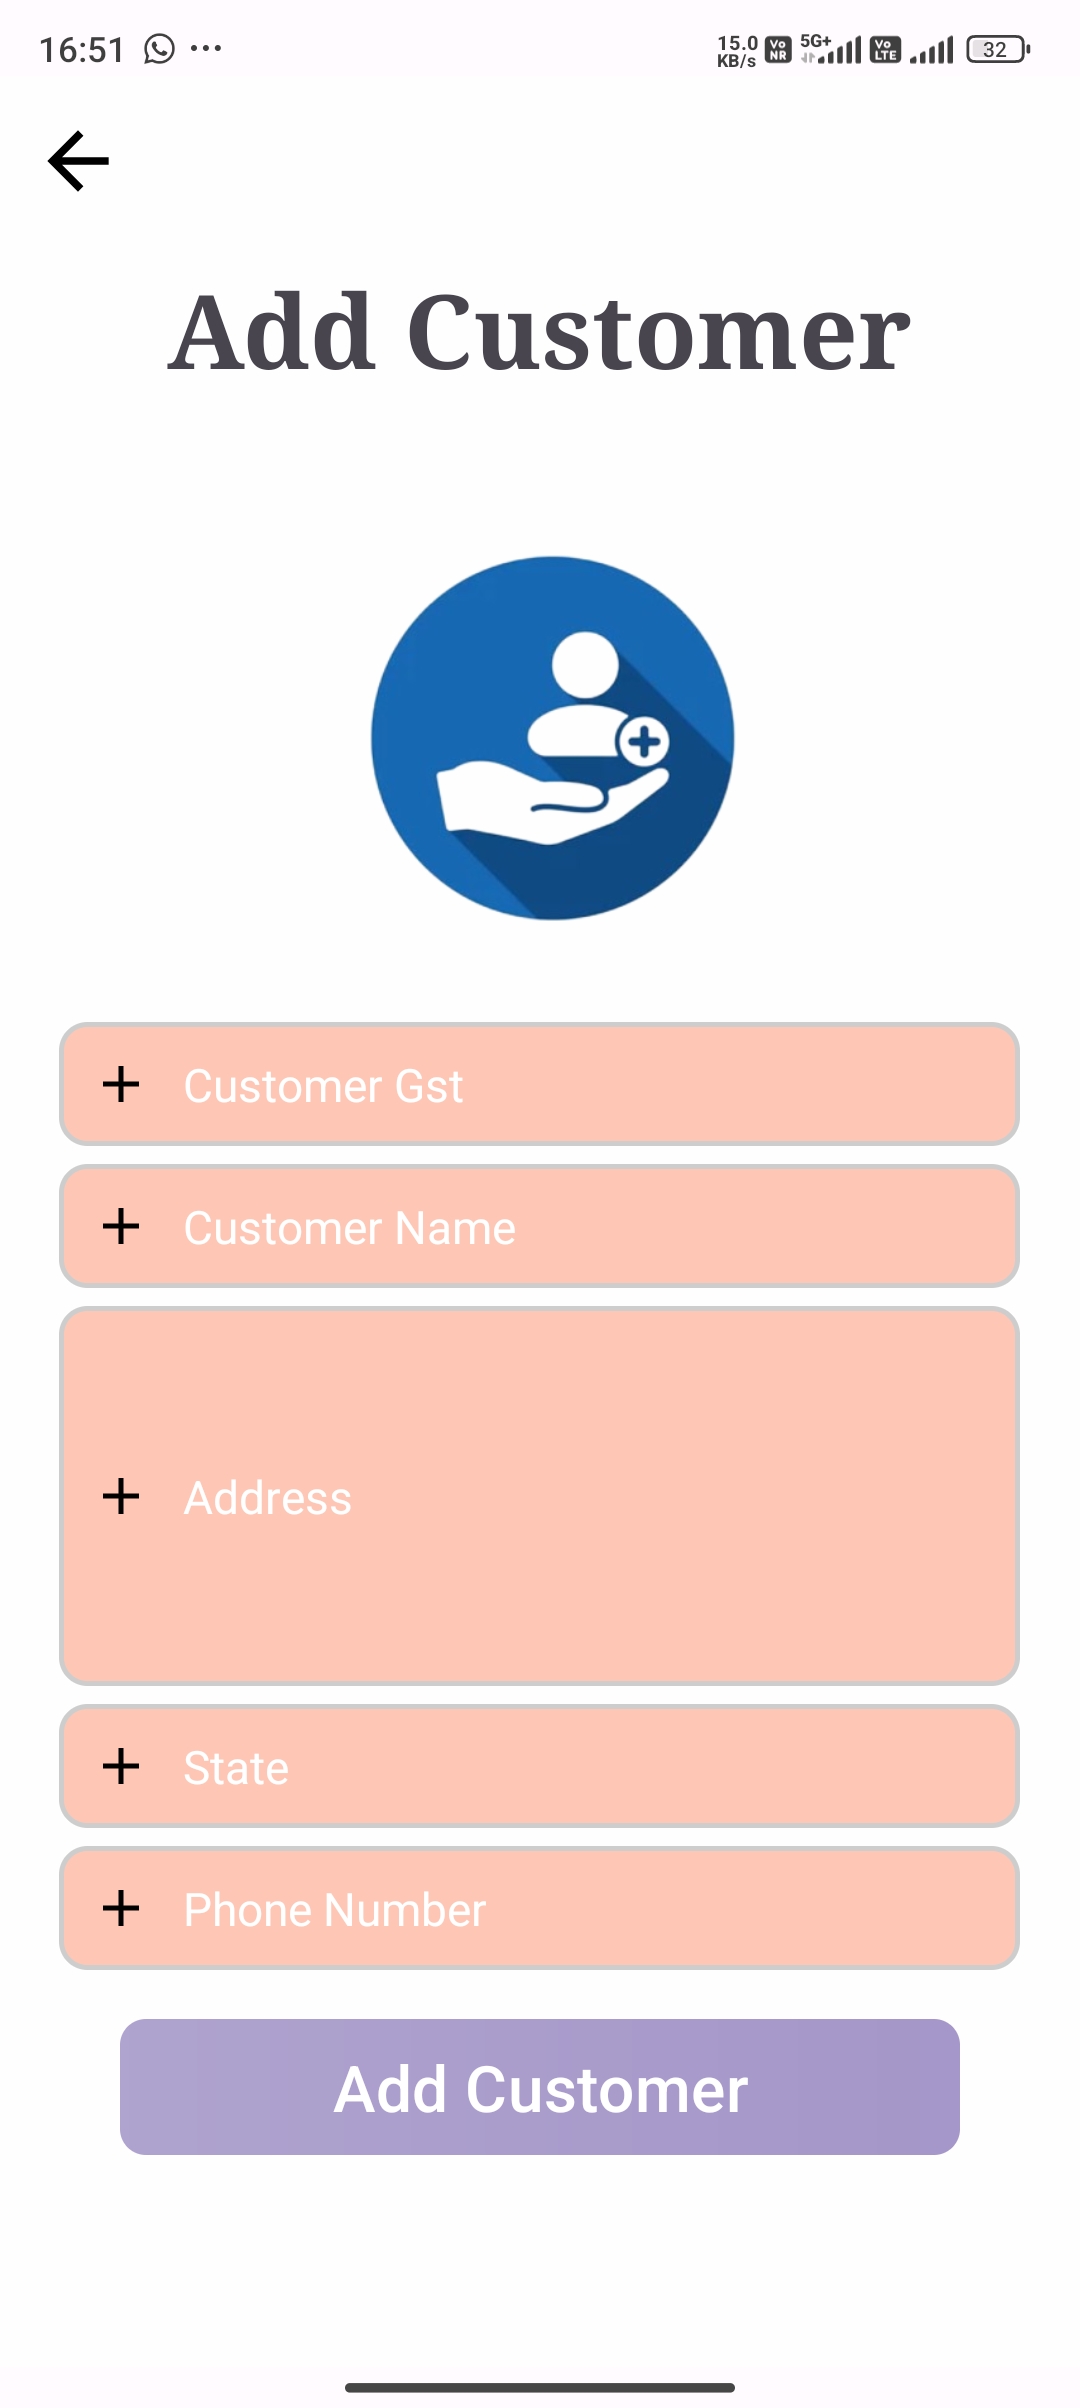 16:51 15.0 KB/s Vo NR 5G+ Vo LTE 32
Add Customer
Customer Gst
Customer Name
Address
State
Phone Number
Add Customer